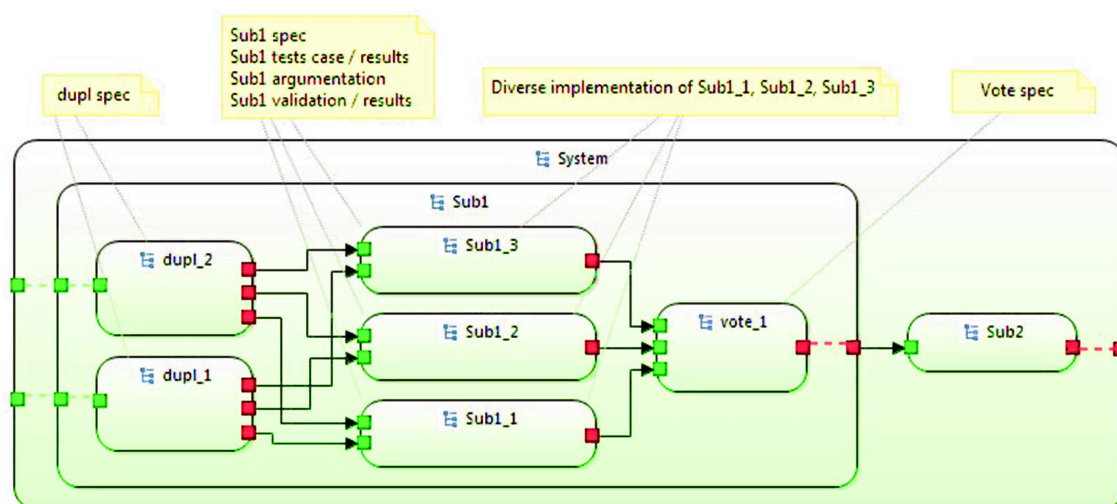 Sub1 spec
Sub1 tests case / results
Sub1 argumentation
Sub1 validation / results
dupl spec
Diverse implementation of Sub1_1, Sub1_2, Sub1_3
Vote spec
System
Sub1
dupl_2
Sub1_3
Sub1_2
vote_1
Sub2
dupl_1
Sub1_1